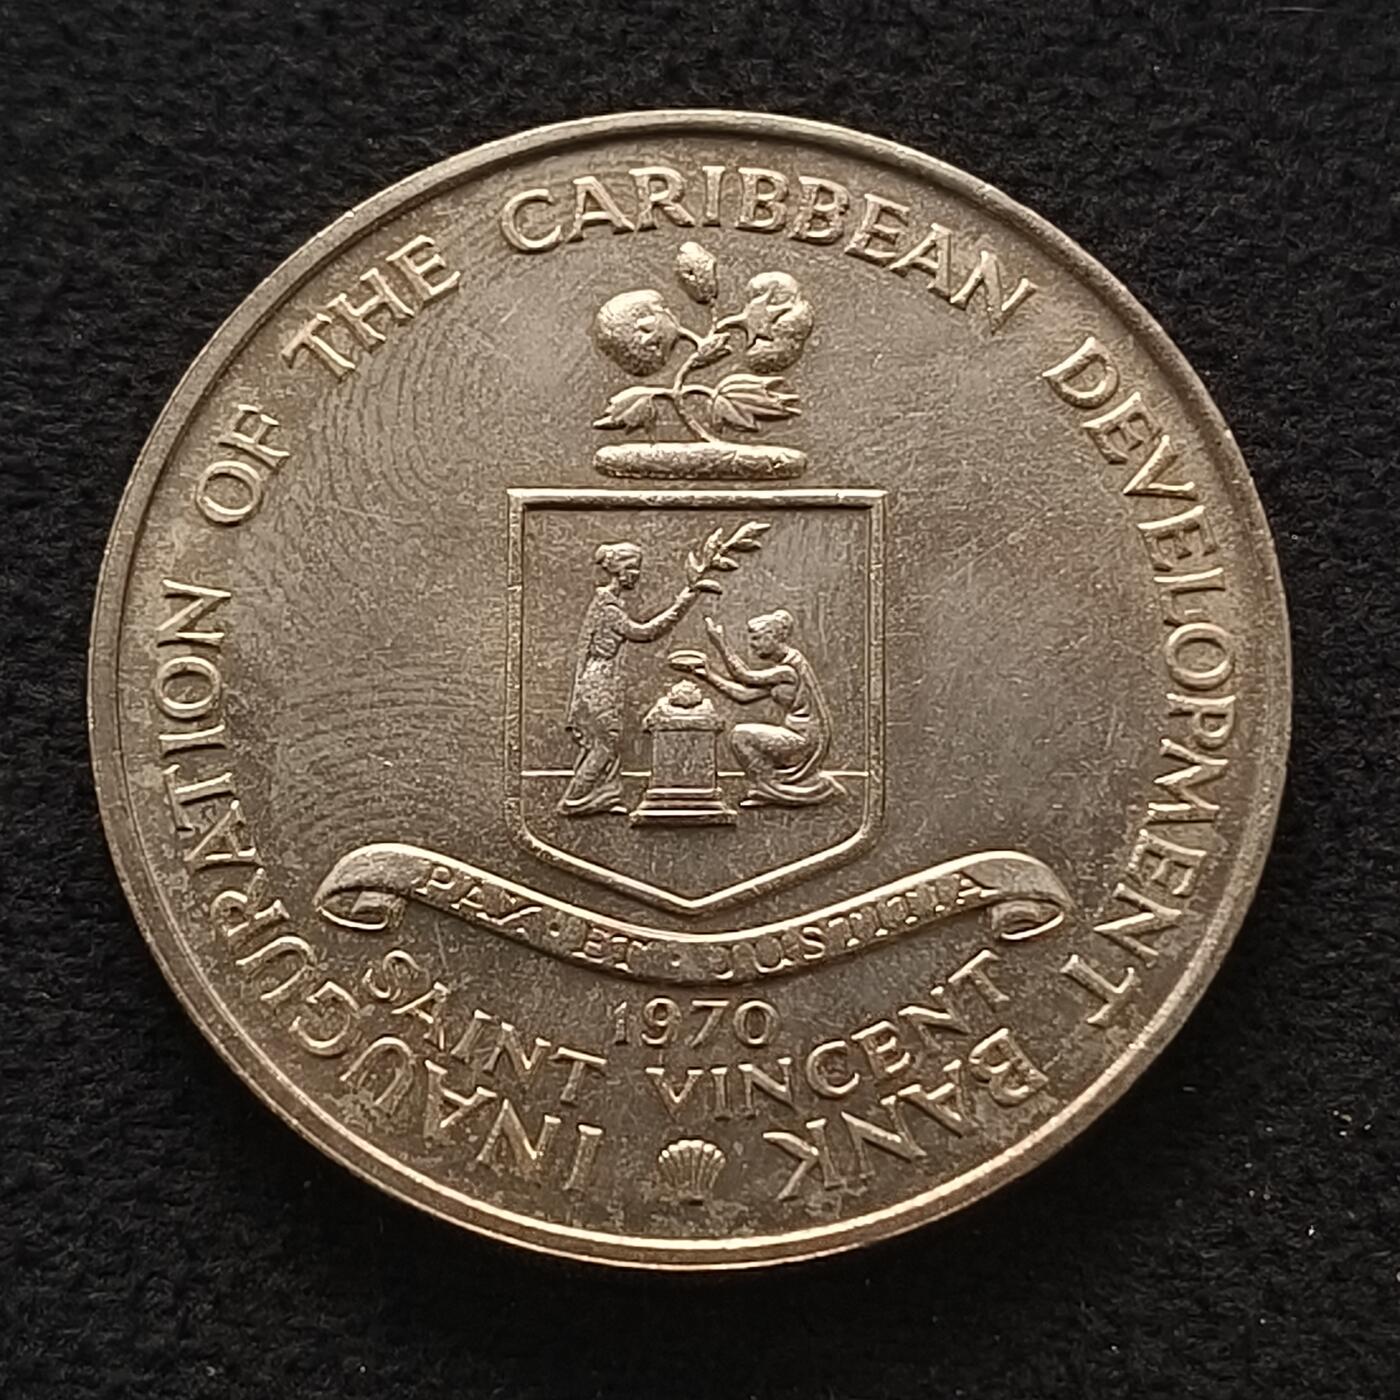 INAUGURATION OF THE CARIBBEAN DEVELOPMENT BANK
PAX · ET · JUSTITIA
1970
SAINT VINCENT